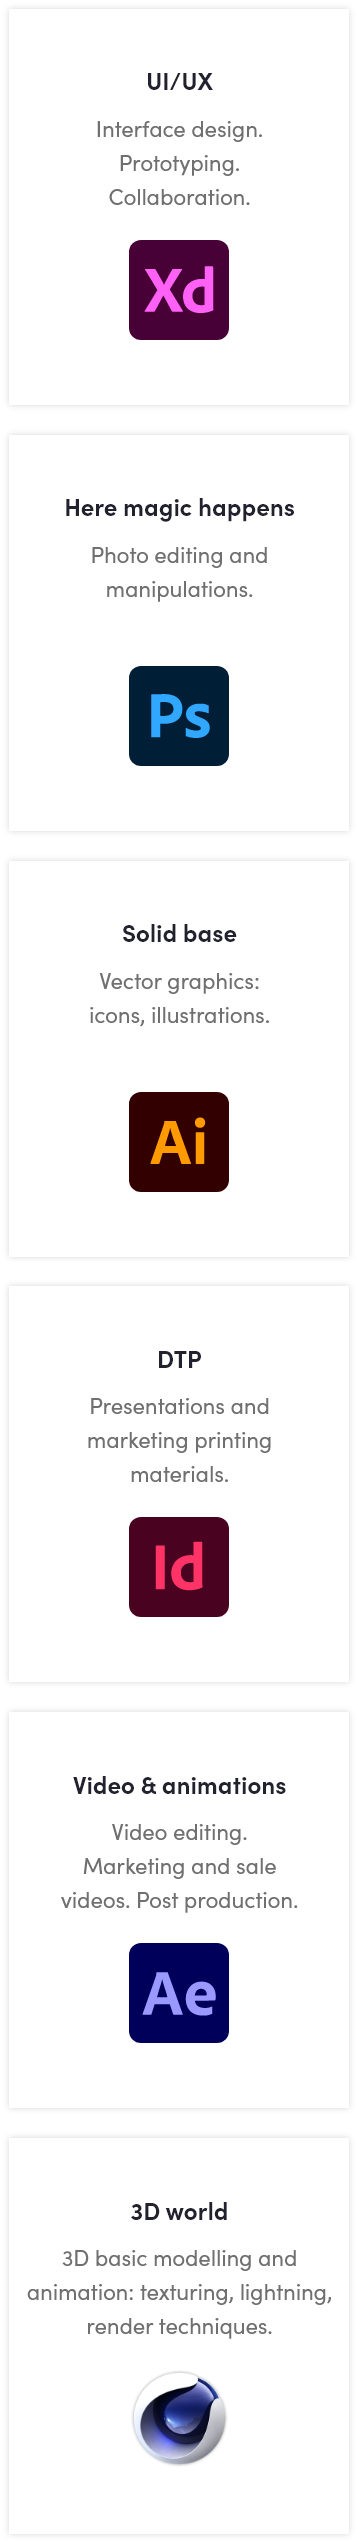 UI/UX
Interface design.
Prototyping.
Collaboration.
Xd
Here magic happens
Photo editing and
manipulations.
Ps
Solid base
Vector graphics:
icons, illustrations.
Ai
DTP
Presentations and
marketing printing
materials.
Id
Video & animations
Video editing.
Marketing and sale
videos. Post production.
Ae
3D world
3D basic modelling and
animation: texturing, lightning,
render techniques.